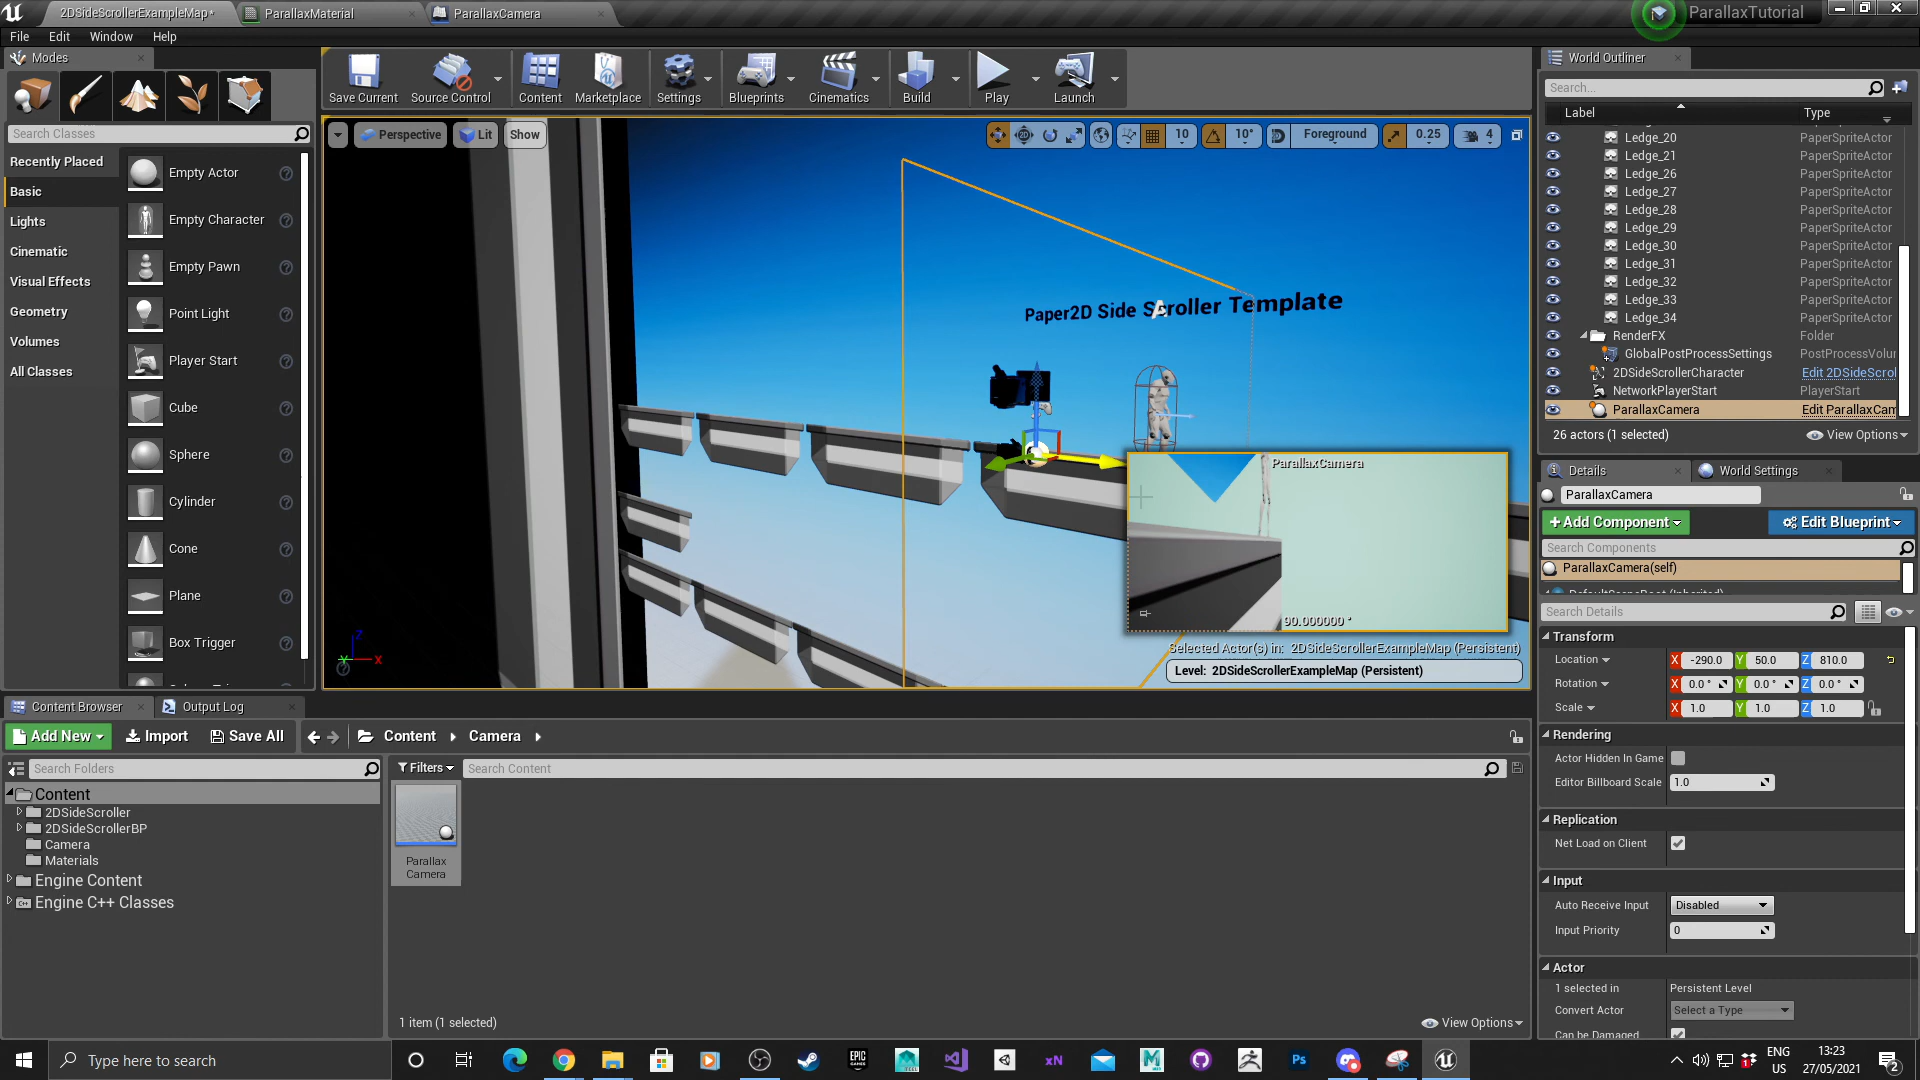 2DSideScrollerExampleMap*
ParallaxMaterial
ParallaxCamera
ParallaxTutorial
File
Edit
Window
Help
Modes
Save Current
Source Control
Content
Marketplace
Settings
Blueprints
Cinematics
Build
Play
Launch
Search Classes
Recently Placed
Basic
Lights
Cinematic
Visual Effects
Geometry
Volumes
All Classes
Empty Actor
Empty Character
Empty Pawn
Point Light
Player Start
Cube
Sphere
Cylinder
Cone
Plane
Box Trigger
Perspective
Lit
Show
10
10°
Foreground
0.25
4
Paper2D Side Scroller Template
ParallaxCamera
90.000000 °
Selected Actor(s) in: 2DSideScrollerExampleMap (Persistent)
Level: 2DSideScrollerExampleMap (Persistent)
Z
Y
X
World Outliner
Search...
Label
Type
Ledge_20 PaperSpriteActor
Ledge_21 PaperSpriteActor
Ledge_26 PaperSpriteActor
Ledge_27 PaperSpriteActor
Ledge_28 PaperSpriteActor
Ledge_29 PaperSpriteActor
Ledge_30 PaperSpriteActor
Ledge_31 PaperSpriteActor
Ledge_32 PaperSpriteActor
Ledge_33 PaperSpriteActor
Ledge_34 PaperSpriteActor
RenderFX Folder
GlobalPostProcessSettings PostProcessVolu
2DSideScrollerCharacter Edit 2DSideScrol
NetworkPlayerStart PlayerStart
ParallaxCamera Edit ParallaxCam
26 actors (1 selected)
View Options
Details
World Settings
ParallaxCamera
+Add Component
Edit Blueprint
Search Components
ParallaxCamera(self)
Search Details
Transform
Location X -290.0 Y 50.0 Z 810.0
Rotation X 0.0 ° Y 0.0 ° Z 0.0 °
Scale X 1.0 Y 1.0 Z 1.0
Rendering
Actor Hidden In Game
Editor Billboard Scale 1.0
Replication
Net Load on Client
Input
Auto Receive Input Disabled
Input Priority 0
Actor
1 selected in Persistent Level
Convert Actor Select a Type
Can be Damaged
Content Browser
Output Log
Add New
Import
Save All
Content
Camera
Search Folders
Filters
Search Content
Content
2DSideScroller
2DSideScrollerBP
Camera
Materials
Engine Content
Engine C++ Classes
Parallax
Camera
1 item (1 selected)
View Options
Type here to search
EPIC
GAMES
xN
M
Ps
ENG
US
13:23
27/05/2021
2